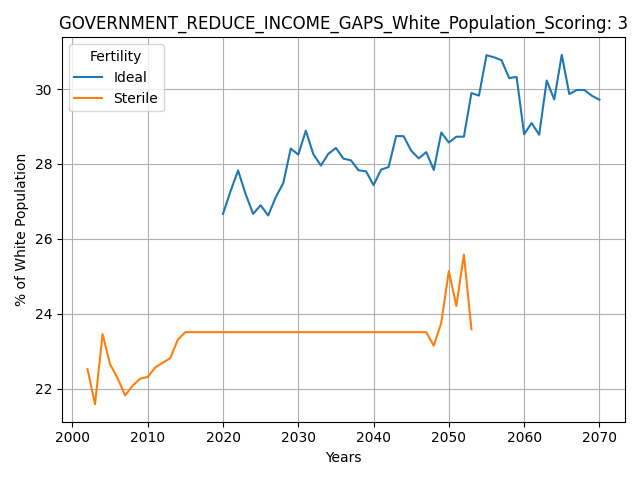 GOVERNMENT_REDUCE_INCOME_GAPS_White_Population_Scoring: 3
Fertility
Ideal
Sterile
% of White Population
30
28
26
24
22
2000 2010 2020 2030 2040 2050 2060 2070
Years